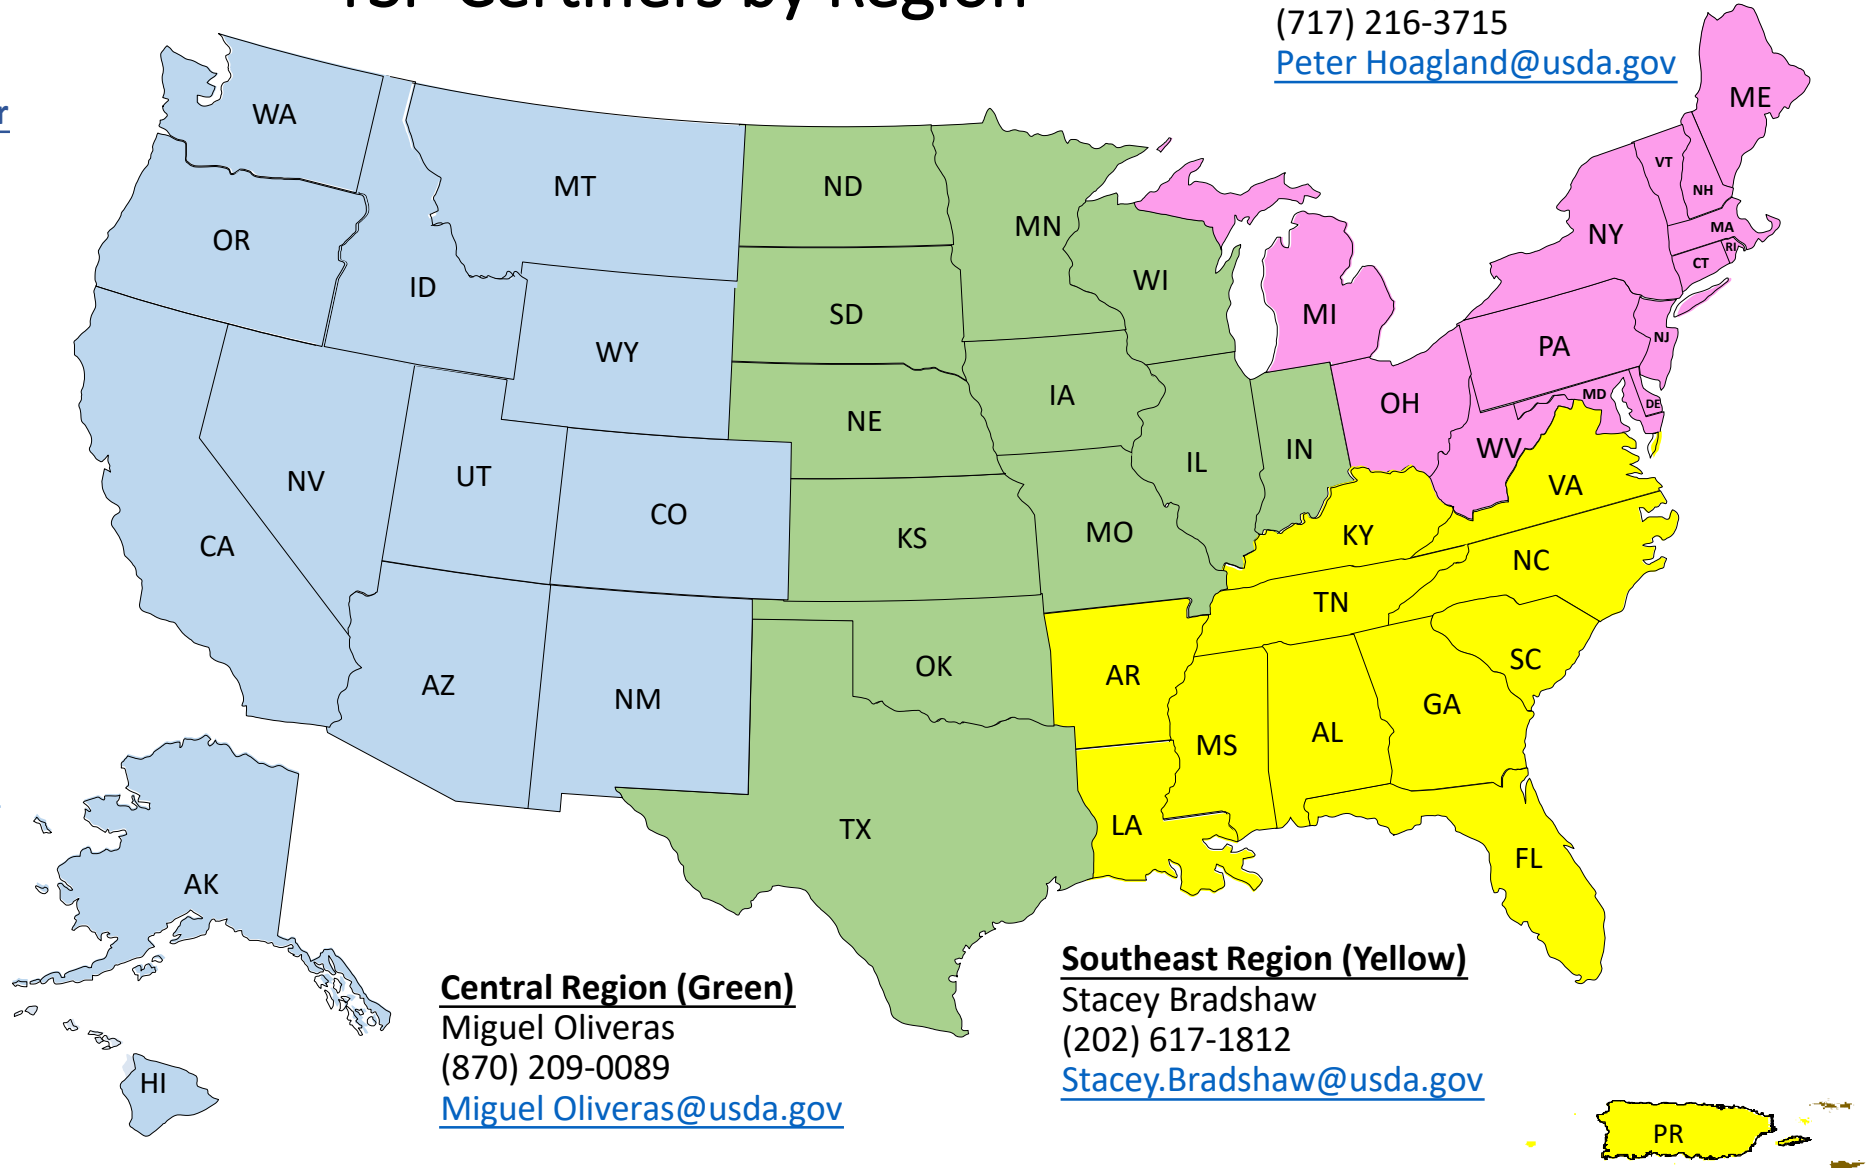 Certifiers by Region
(717) 216-3715
Peter Hoagland@usda.gov
r
WA
MT
ND
MN
ME
VT
NH
OR
ID
SD
WI
MI
NY
MA
RI
CT
WY
IA
PA
NJ
NE
OH
MD
DE
NV
UT
CO
IL
IN
WV
VA
CA
KS
MO
KY
NC
TN
AZ
NM
OK
AR
SC
MS
AL
GA
TX
LA
FL
AK
HI
Central Region (Green)
Miguel Oliveras
(870) 209-0089
Miguel Oliveras@usda.gov
Southeast Region (Yellow)
Stacey Bradshaw
(202) 617-1812
Stacey.Bradshaw@usda.gov
PR